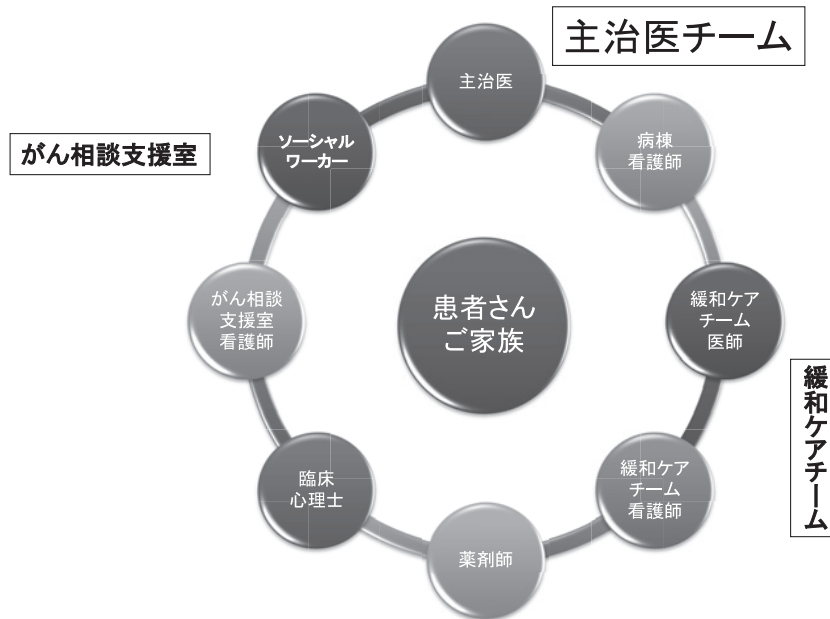 主治医チーム
主治医
病棟
看護師
緩和ケア
チーム
医師
緩和ケアチーム
緩和ケア
チーム
看護師
薬剤師
臨床
心理士
がん相談
支援室
看護師
ソーシャル
ワーカー
がん相談支援室
患者さん
ご家族